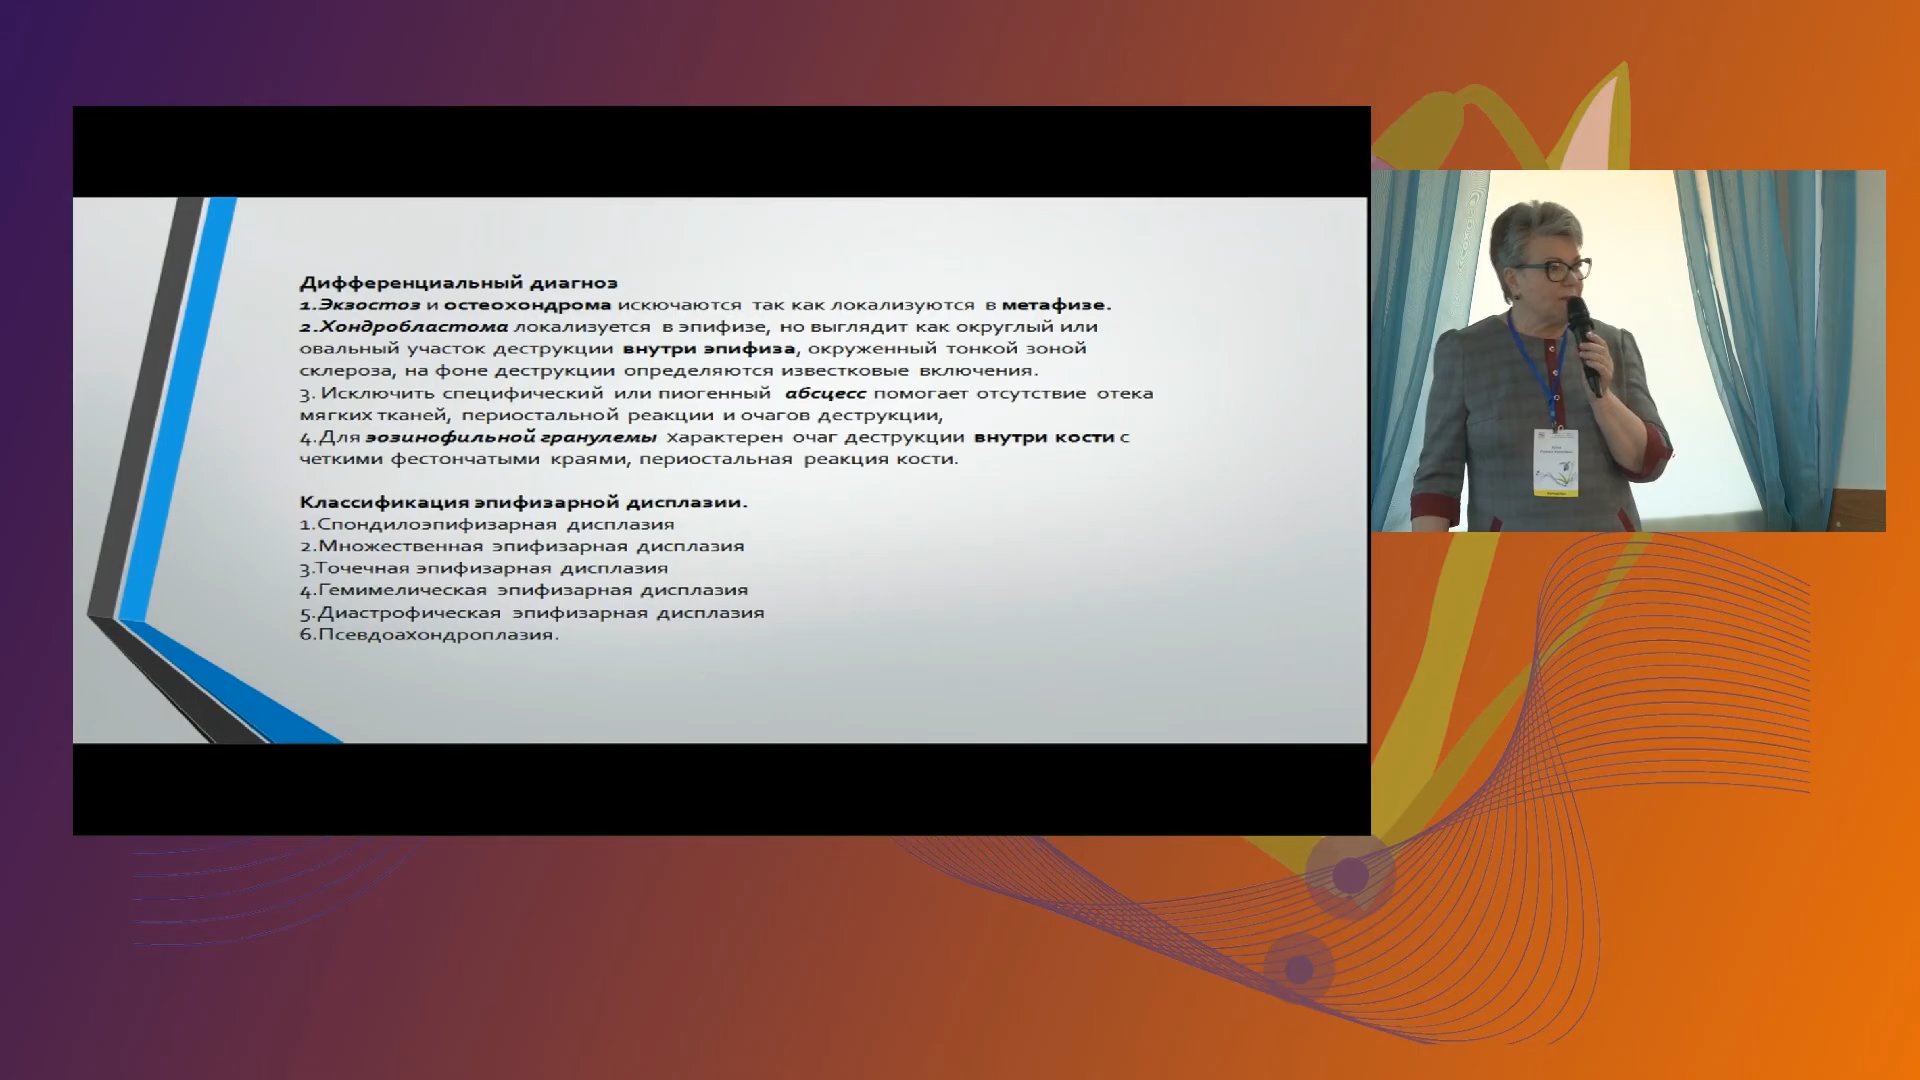 Дифференциальный диагноз
1.Экзостоз и остеохондрома искючаются так как локализуются в метафизе.
2.Хондробластома локализуется в эпифизе, но выглядит как округлый или
овальный участок деструкции внутри эпифиза, окруженный тонкой зоной
склероза, на фоне деструкции определяются известковые включения.
3. Исключить специфический или пиогенный абсцесс помогает отсутствие отека
мягких тканей, периостальной реакции и очагов деструкции,
4.Для эозинофильной гранулемы характерен очаг деструкции внутри кости с
четкими фестончатыми краями, периостальная реакция кости.
Классификация эпифизарной дисплазии.
1.Спондилоэпифизарная дисплазия
2.Множественная эпифизарная дисплазия
3.Точечная эпифизарная дисплазия
4.Гемимелическая эпифизарная дисплазия
5.Диастрофическая эпифизарная дисплазия
6.Псевдоахондроплазия.